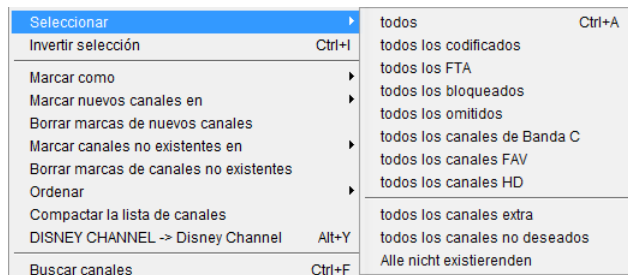 Seleccionar
Invertir selección Ctrl+I
Marcar como
Marcar nuevos canales en
Borrar marcas de nuevos canales
Marcar canales no existentes en
Borrar marcas de canales no existentes
Ordenar
Compactar la lista de canales
DISNEY CHANNEL -> Disney Channel Alt+Y
Buscar canales Ctrl+F
todos Ctrl+A
todos los codificados
todos los FTA
todos los bloqueados
todos los omitidos
todos los canales de Banda C
todos los canales FAV
todos los canales HD
todos los canales extra
todos los canales no deseados
Alle nicht existierenden